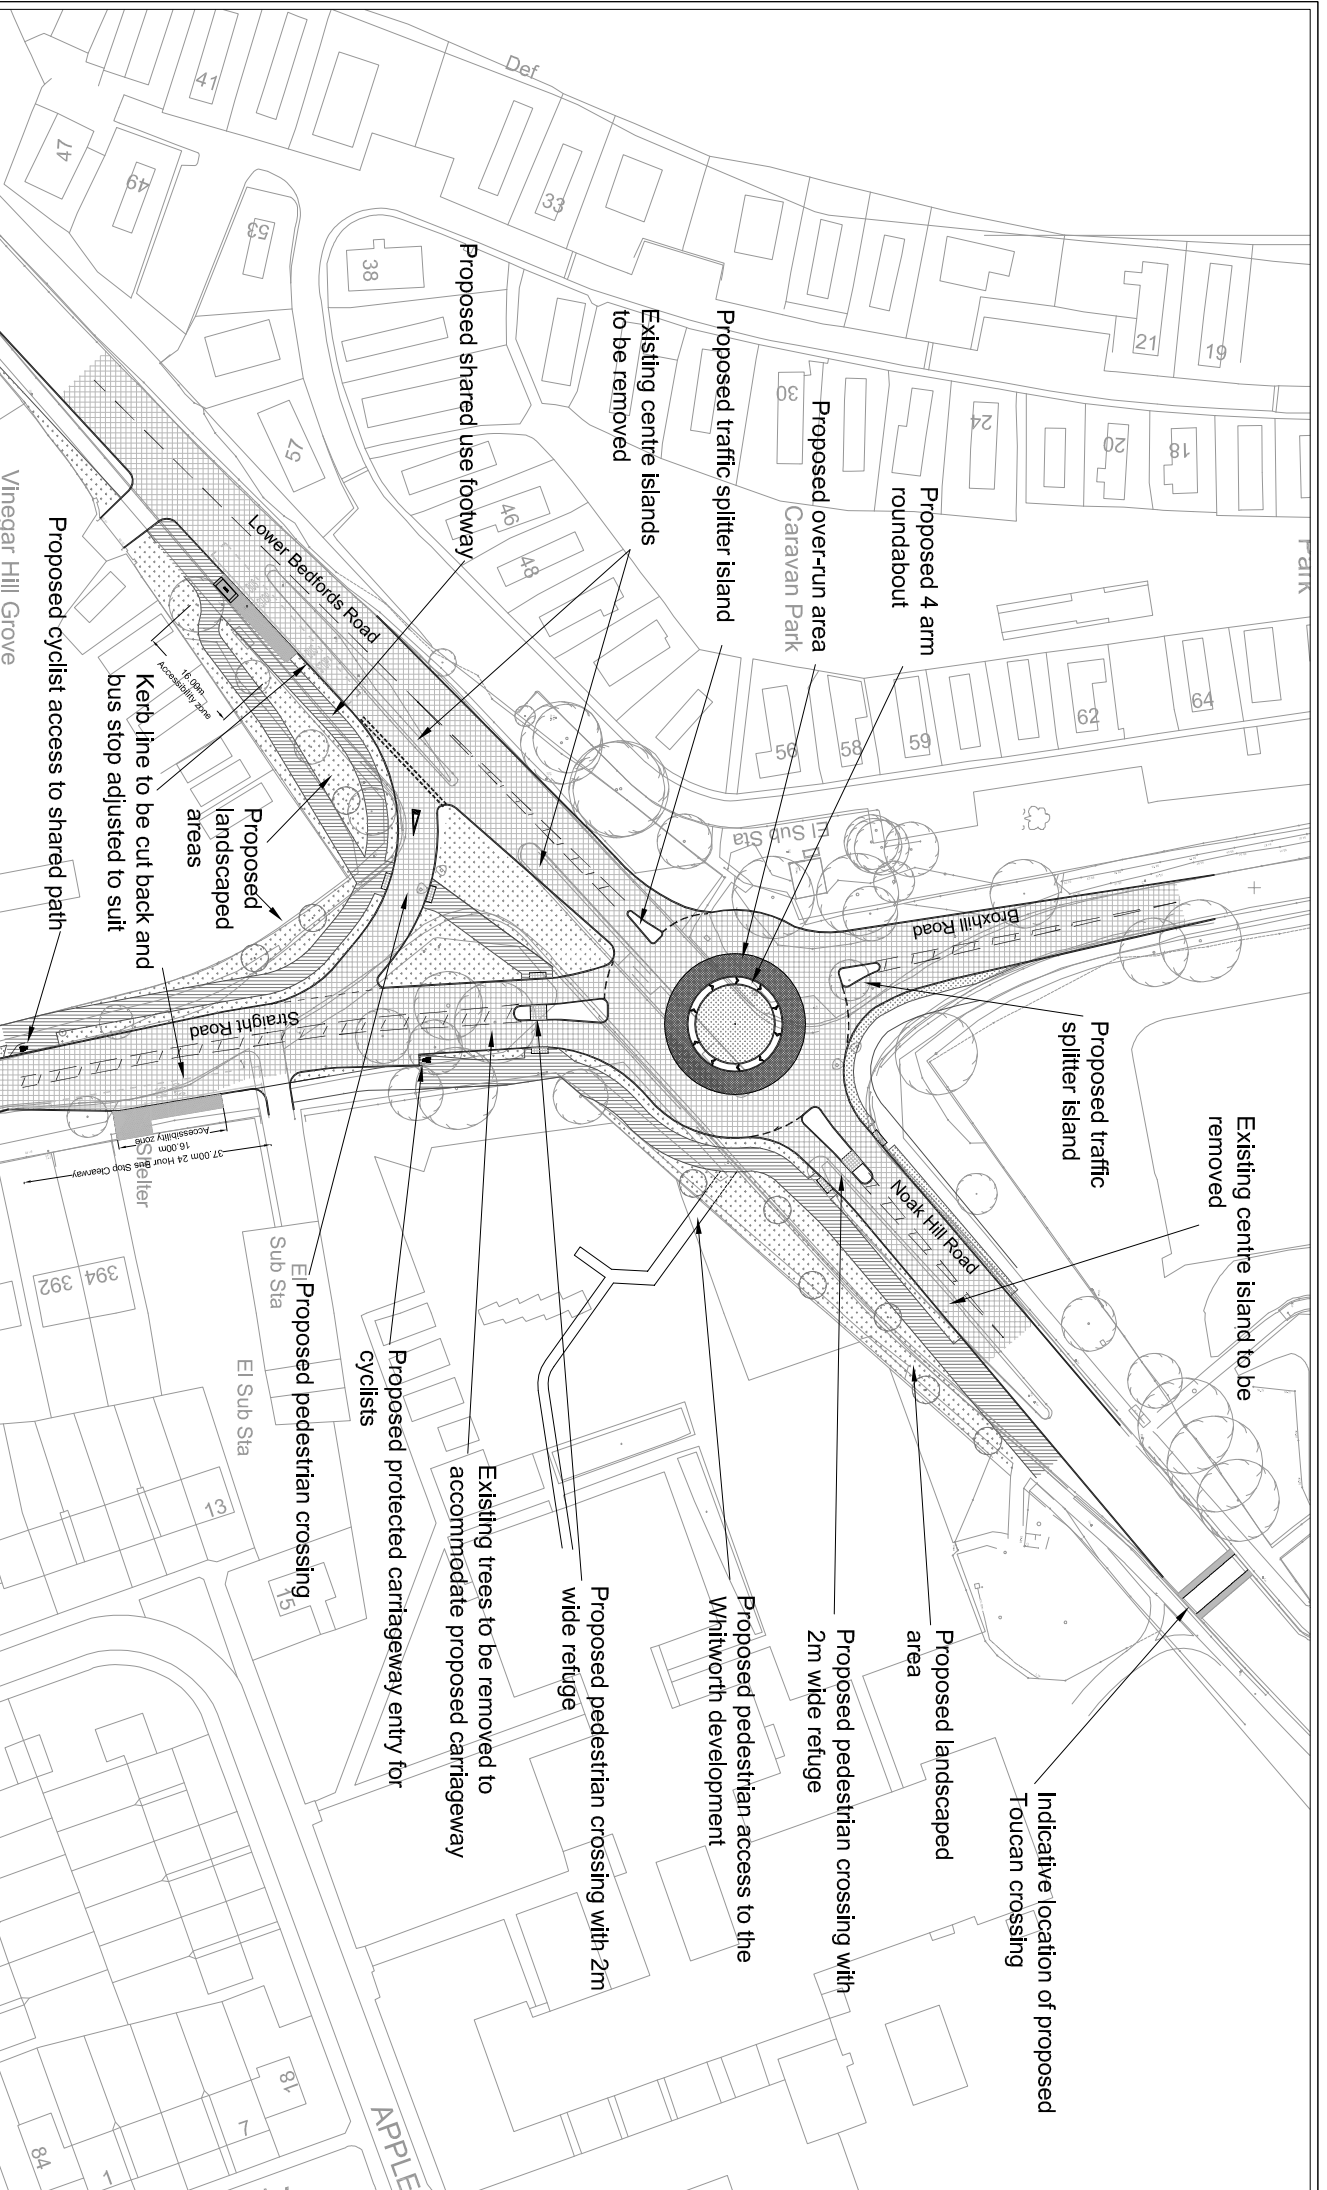 Def
41
47
49
53
33
38
21
19
30
24
20
18
Park
57
46
48
Caravan Park
56
58
59
62
64
El Sub Sta
Vinegar Hill Grove
Proposed shared use footway
Existing centre islands
to be removed
Proposed traffic splitter island
Proposed over-run area
Proposed 4 arm
roundabout
Lower Bedfords Road
Broxhill Road
Straight Road
Noak Hill Road
Proposed cyclist access to shared path
Kerb line to be cut back and
bus stop adjusted to suit
Proposed
landscaped
areas
16.00m
Accessibility zone
Proposed traffic
splitter island
Existing centre island to be
removed
Accessibility zone
16.00m
37.00m 24 Hour Bus Stop Clearway
Shelter
392
394
El
Sub Sta
El Sub Sta
13
15
Proposed pedestrian crossing
Proposed protected carriageway entry for
cyclists
Existing trees to be removed to
accommodate proposed carriageway
Proposed pedestrian crossing with 2m
wide refuge
Proposed pedestrian access to the
Whitworth development
Proposed pedestrian crossing with
2m wide refuge
Proposed landscaped
area
Indicative location of proposed
Toucan crossing
APPLE
18
7
1
84